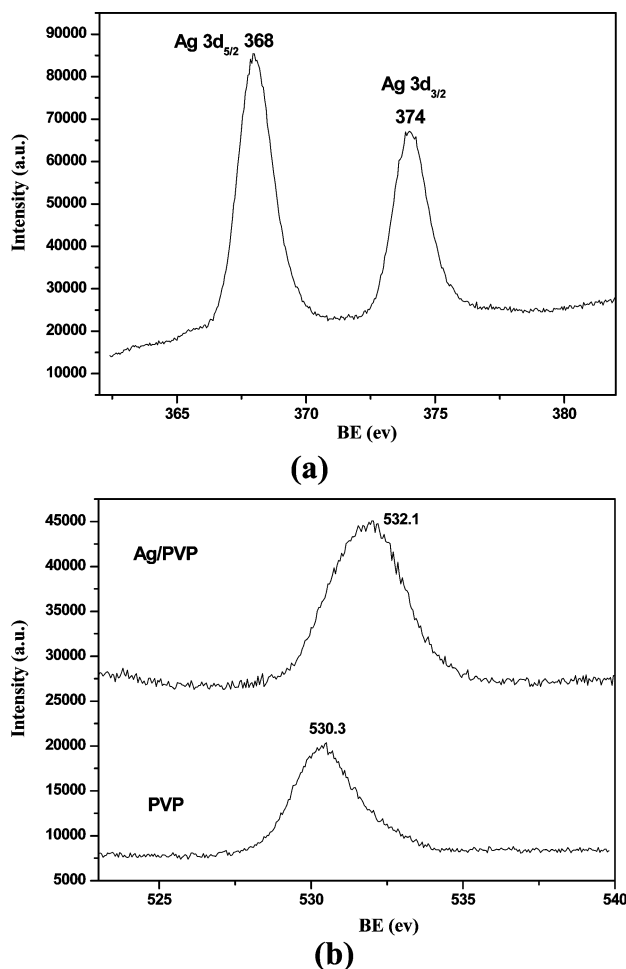 Ag 3d5/2 368
Ag 3d3/2
374
90000
80000
70000
60000
50000
40000
30000
20000
10000
Intensity (a.u.)
365 370 375 380
BE (ev)
(a)
45000
40000
35000
30000
25000
20000
15000
10000
5000
Intensity (a.u.)
532.1
Ag/PVP
530.3
PVP
525 530 535 540
BE (ev)
(b)